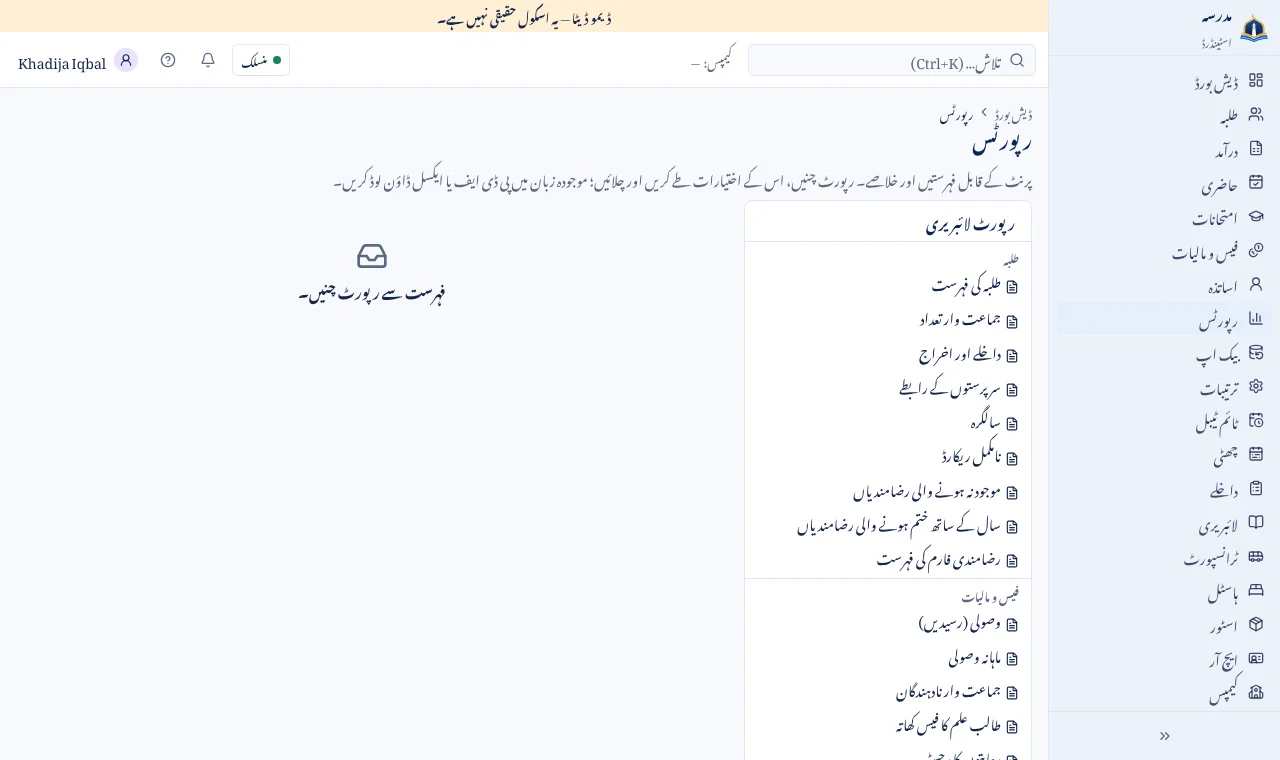 ڈیمو ڈیٹا — یہ اسکول حقیقی نہیں ہے۔
مدرسہ
اسٹینڈرڈ
ڈیش بورڈ
طلبہ
درآمد
حاضری
امتحانات
فیس و مالیات
اساتذہ
رپورٹس
بیک اپ
ترتیبات
ٹائم ٹیبل
چھٹی
داخلے
لائبریری
ٹرانسپورٹ
ہاسٹل
اسٹور
ایچ آر
کیمپس
تلاش... (Ctrl+K)
کیمپس: —
منسلک
Khadija Iqbal
ڈیش بورڈ
رپورٹس
رپورٹس
پرنٹ کے قابل فہرستیں اور خلاصے۔ رپورٹ چنیں، اس کے اختیارات طے کریں اور چلائیں؛ موجودہ زبان میں پی ڈی ایف یا ایکسل ڈاؤن لوڈ کریں۔
رپورٹ لائبریری
طلبہ
طلبہ کی فہرست
جماعت وار تعداد
داخلے اور اخراج
سرپرستوں کے رابطے
سالگرہ
نامکمل ریکارڈ
موجود نہ ہونے والی رضامندیاں
سال کے ساتھ ختم ہونے والی رضامندیاں
رضامندی فارم کی فہرست
فیس و مالیات
وصولی (رسیدیں)
ماہانہ وصولی
جماعت وار نادہندگان
طالب علم کا فیس کھاتہ
فہرست سے رپورٹ چنیں۔